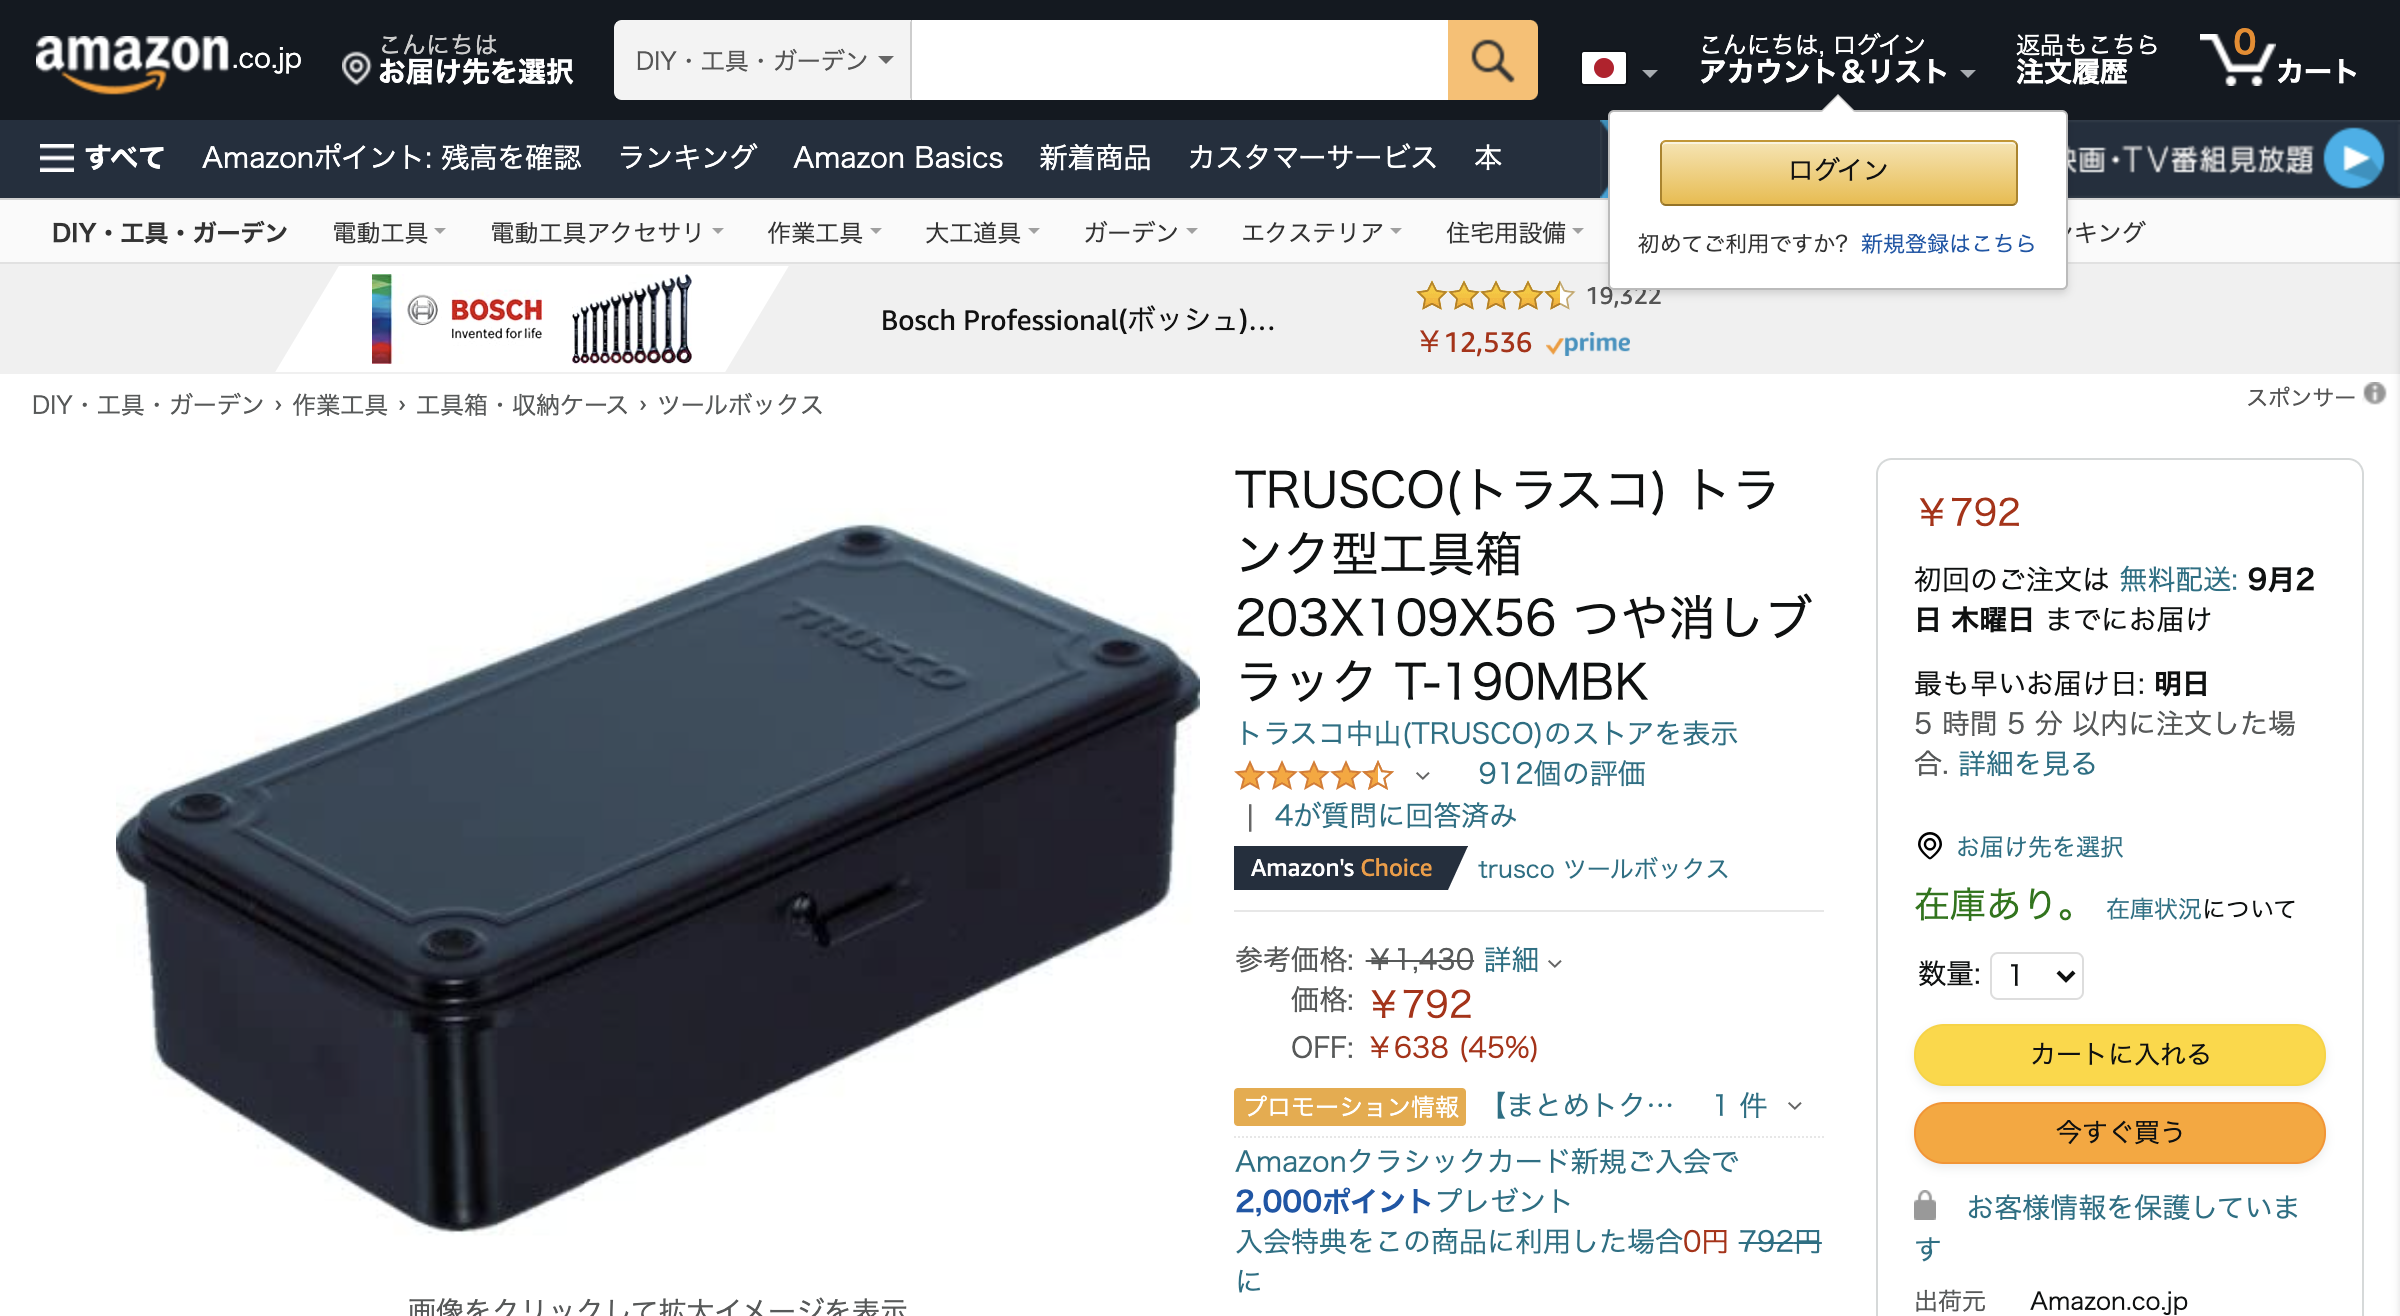 amazon.co.jp
こんにちは
お届け先を選択
DIY・工具・ガーデン
こんにちは, ログイン
アカウント＆リスト
返品もこちら
注文履歴
0
カート
すべて
Amazonポイント: 残高を確認
ランキング
Amazon Basics
新着商品
カスタマーサービス
本
画・TV番組見放題
ログイン
初めてご利用ですか? 新規登録はこちら
DIY・工具・ガーデン
電動工具
電動工具アクセサリ
作業工具
大工道具
ガーデン
エクステリア
住宅用設備
キング
BOSCH
Invented for life
Bosch Professional(ボッシュ)...
19,322
￥12,536 prime
スポンサー
DIY・工具・ガーデン › 作業工具 › 工具箱・収納ケース › ツールボックス
TRUSCO
画像をクリックして拡大イメージを表示
TRUSCO(トラスコ) トラ
ンク型工具箱
203X109X56 つや消しブ
ラック T-190MBK
トラスコ中山(TRUSCO)のストアを表示
912個の評価
| 4が質問に回答済み
Amazon's Choice trusco ツールボックス
参考価格: ￥1,430 詳細
価格: ￥792
OFF: ￥638 (45%)
プロモーション情報 【まとめトク… 1 件
Amazonクラシックカード新規ご入会で
2,000ポイントプレゼント
入会特典をこの商品に利用した場合0円 792円
に
￥792
初回のご注文は 無料配送: 9月2
日 木曜日 までにお届け
最も早いお届け日: 明日
5 時間 5 分 以内に注文した場
合. 詳細を見る
お届け先を選択
在庫あり。 在庫状況について
数量: 1
カートに入れる
今すぐ買う
お客様情報を保護していま
す
出荷元 Amazon.co.jp